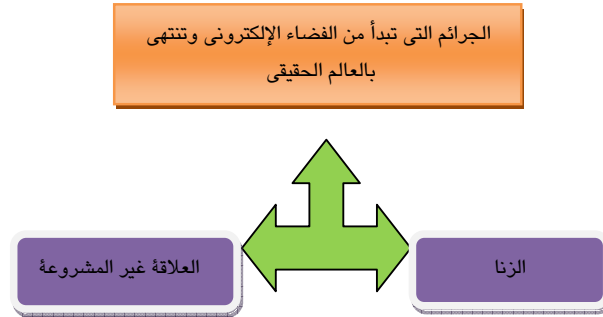 الجرائم التى تبدأ من الفضاء الإلكترونى وتنتهى
بالعالم الحقيقى
الزنا
العلاقة غير المشروعة